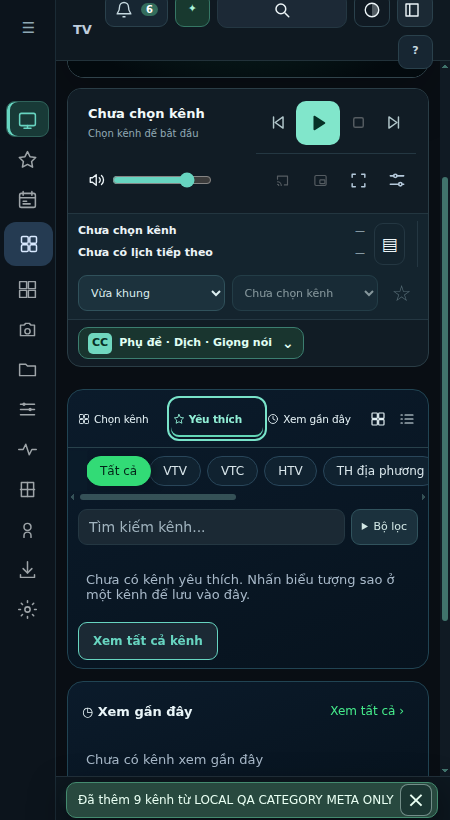 TV
6
?
Chưa chọn kênh
Chọn kênh để bắt đầu
Chưa chọn kênh —
Chưa có lịch tiếp theo —
Vừa khung
Chưa chọn kênh
CC Phụ đề · Dịch · Giọng nói
Chọn kênh
Yêu thích
Xem gần đây
Tất cả
VTV
VTC
HTV
TH địa phương
Tìm kiếm kênh...
Bộ lọc
Chưa có kênh yêu thích. Nhấn biểu tượng sao ở
một kênh để lưu vào đây.
Xem tất cả kênh
Xem gần đây
Xem tất cả ›
Chưa có kênh xem gần đây
Đã thêm 9 kênh từ LOCAL QA CATEGORY META ONLY